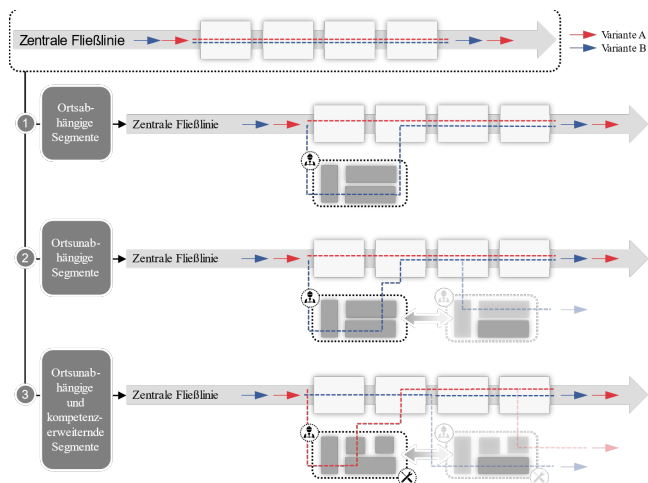 Zentrale Fließlinie
Variante A
Variante B
1
Ortsab-
hängige
Segmente
Zentrale Fließlinie
2
Ortsunab-
hängige
Segmente
Zentrale Fließlinie
3
Ortsunab-
hängige
und
kompetenz-
erweiternde
Segmente
Zentrale Fließlinie